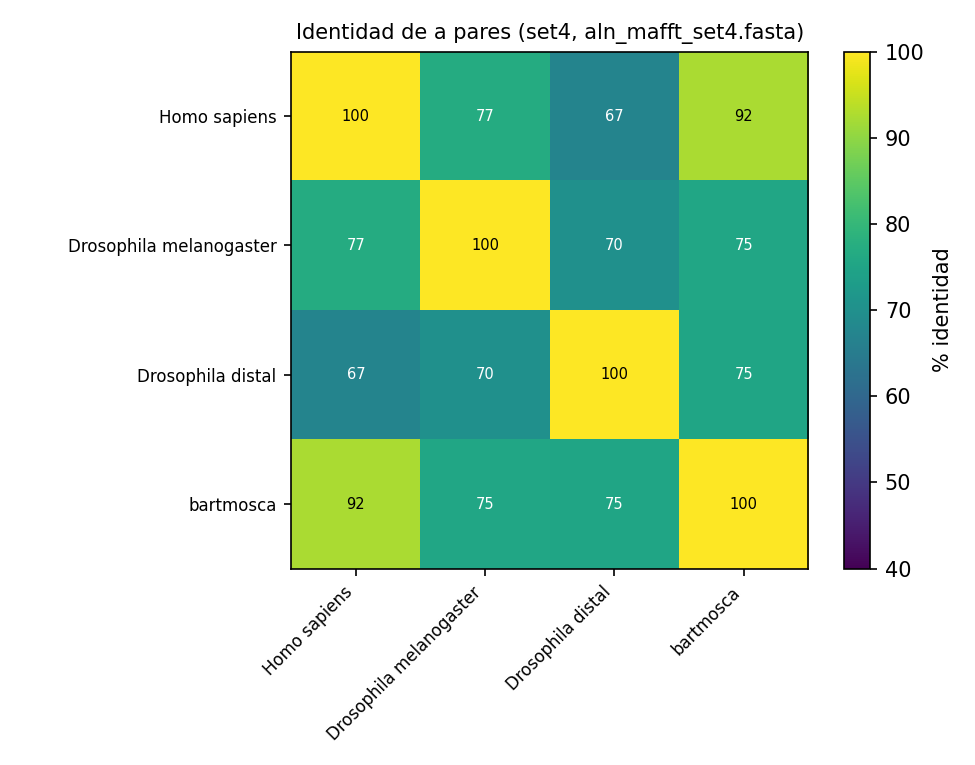 Identidad de a pares (set4, aln_mafft_set4.fasta)
Homo sapiens 100 77 67 92
Drosophila melanogaster 77 100 70 75
Drosophila distal 67 70 100 75
bartmosca 92 75 75 100
Homo sapiens
Drosophila melanogaster
Drosophila distal
bartmosca
100
90
80
70
60
50
40
% identidad